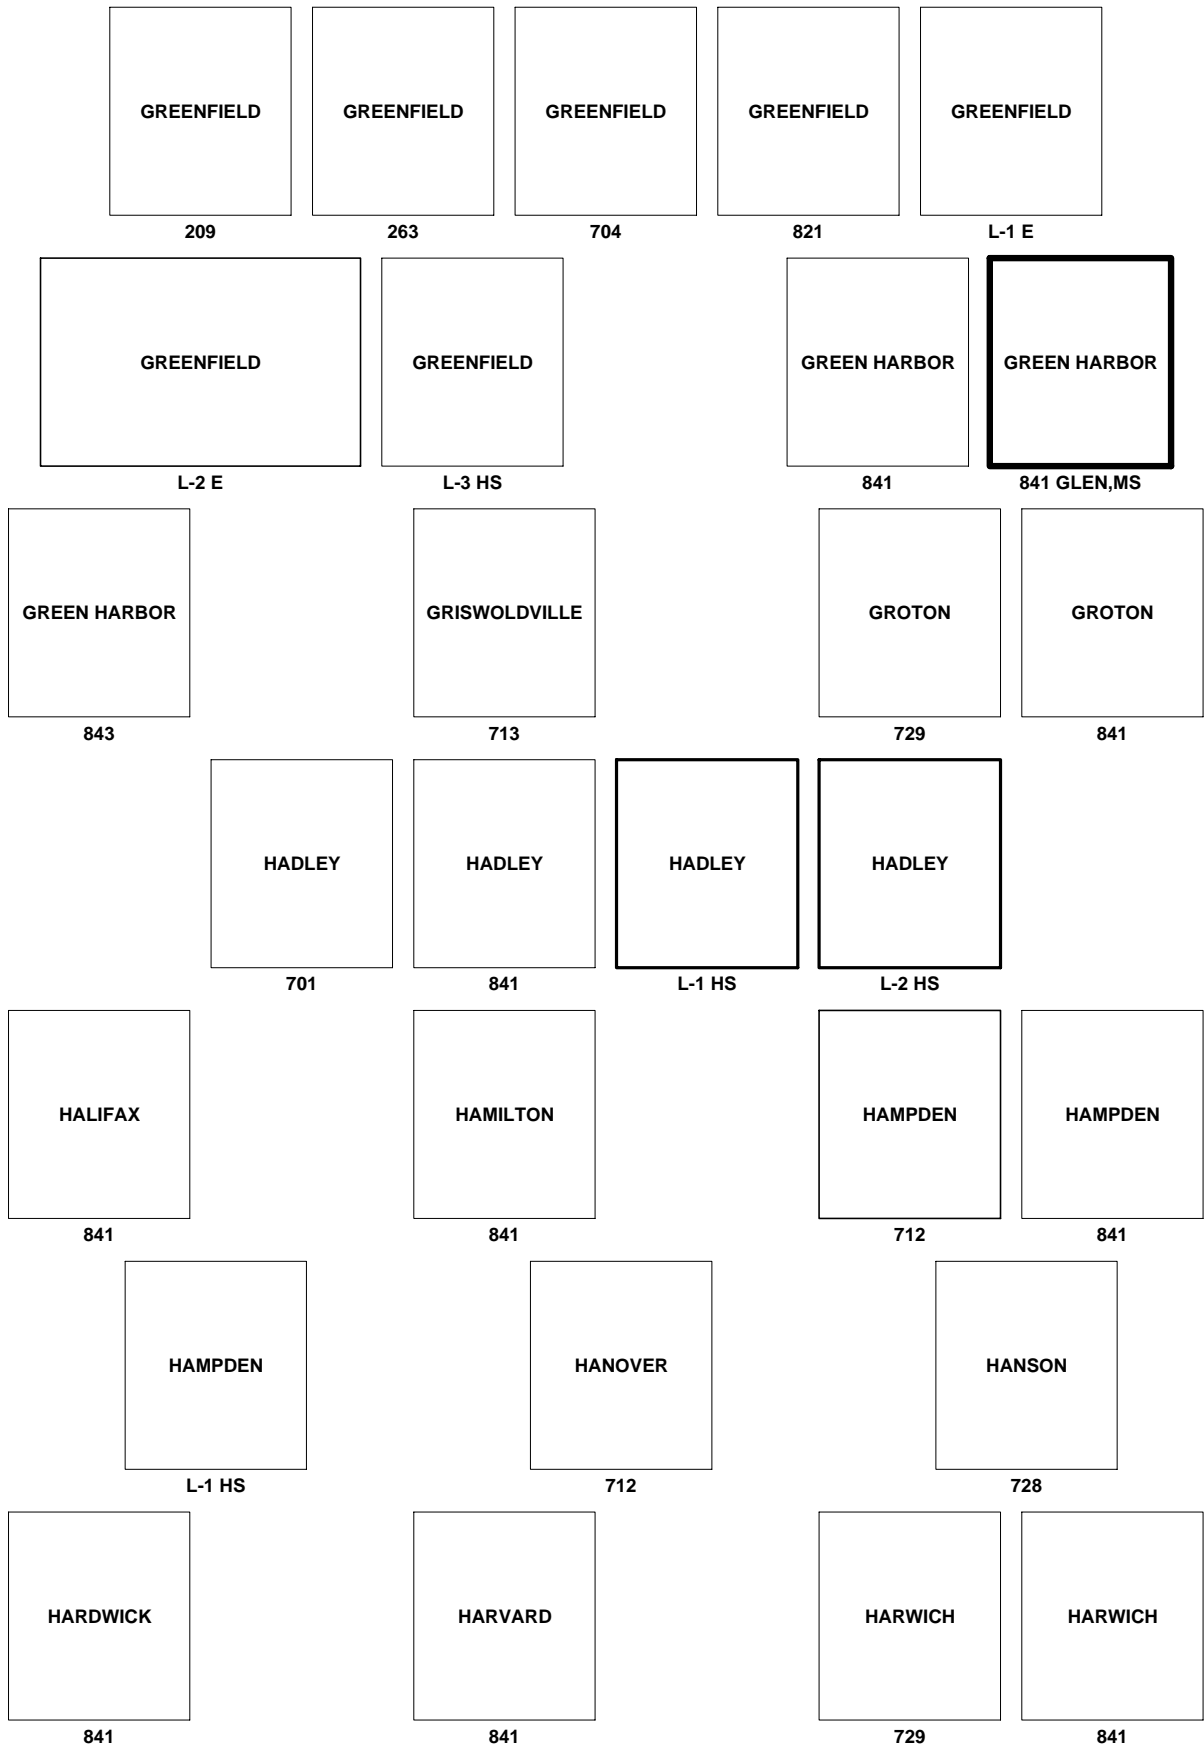 GREENFIELD GREENFIELD GREENFIELD GREENFIELD GREENFIELD
209 263 704 821 L-1 E
GREENFIELD GREENFIELD GREEN HARBOR GREEN HARBOR
L-2 E L-3 HS 841 841 GLEN,MS
GREEN HARBOR GRISWOLDVILLE GROTON GROTON
843 713 729 841
HADLEY HADLEY HADLEY HADLEY
701 841 L-1 HS L-2 HS
HALIFAX HAMILTON HAMPDEN HAMPDEN
841 841 712 841
HAMPDEN HANOVER HANSON
L-1 HS 712 728
HARDWICK HARVARD HARWICH HARWICH
841 841 729 841